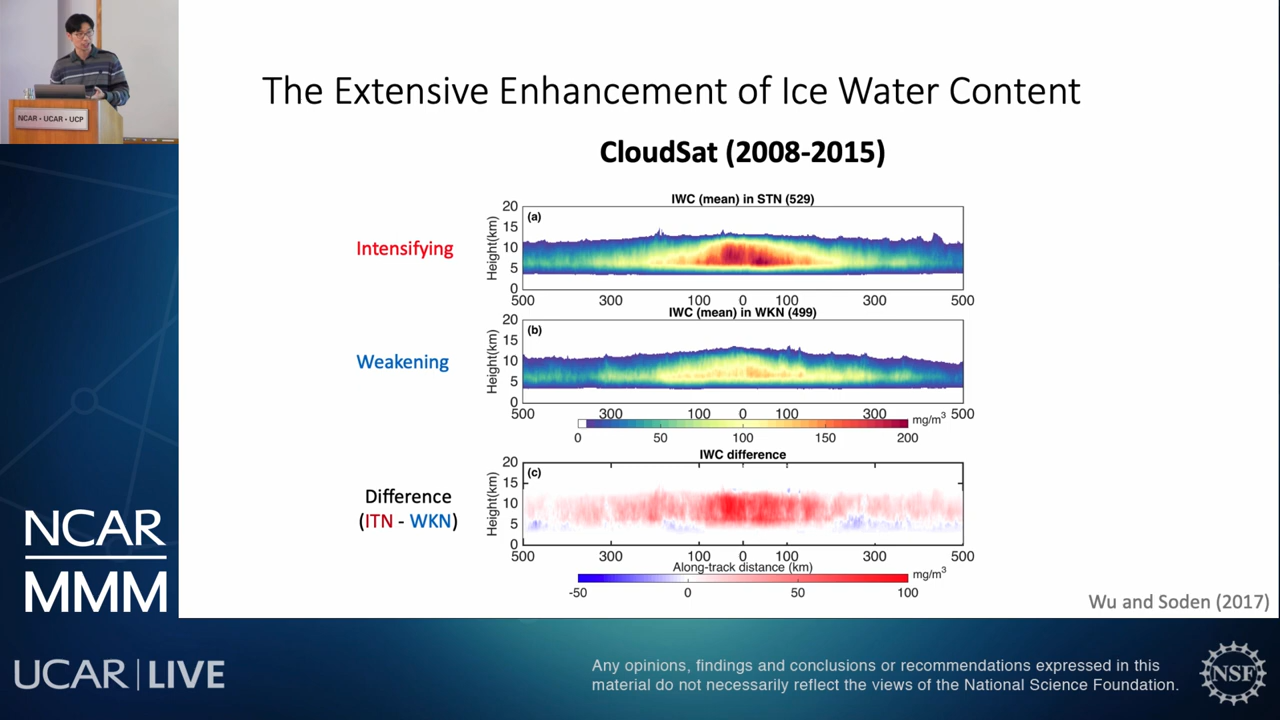 NCAR • UCAR • UCP
The Extensive Enhancement of Ice Water Content
CloudSat (2008-2015)
IWC (mean) in STN (529)
(a)
Intensifying
Height(km)
20
15
10
5
0
500 300 100 0 100 300 500
IWC (mean) in WKN (499)
(b)
Weakening
Height(km)
20
15
10
5
0
500 300 100 0 100 300 500
mg/m³
0 50 100 150 200
IWC difference
(c)
Difference
(ITN - WKN)
Height(km)
20
15
10
5
0
500 300 100 0 100 300 500
Along-track distance (km)
mg/m³
-50 0 50 100
Wu and Soden (2017)
NCAR
MMM
UCAR | LIVE
Any opinions, findings and conclusions or recommendations expressed in this
material do not necessarily reflect the views of the National Science Foundation.
NSF